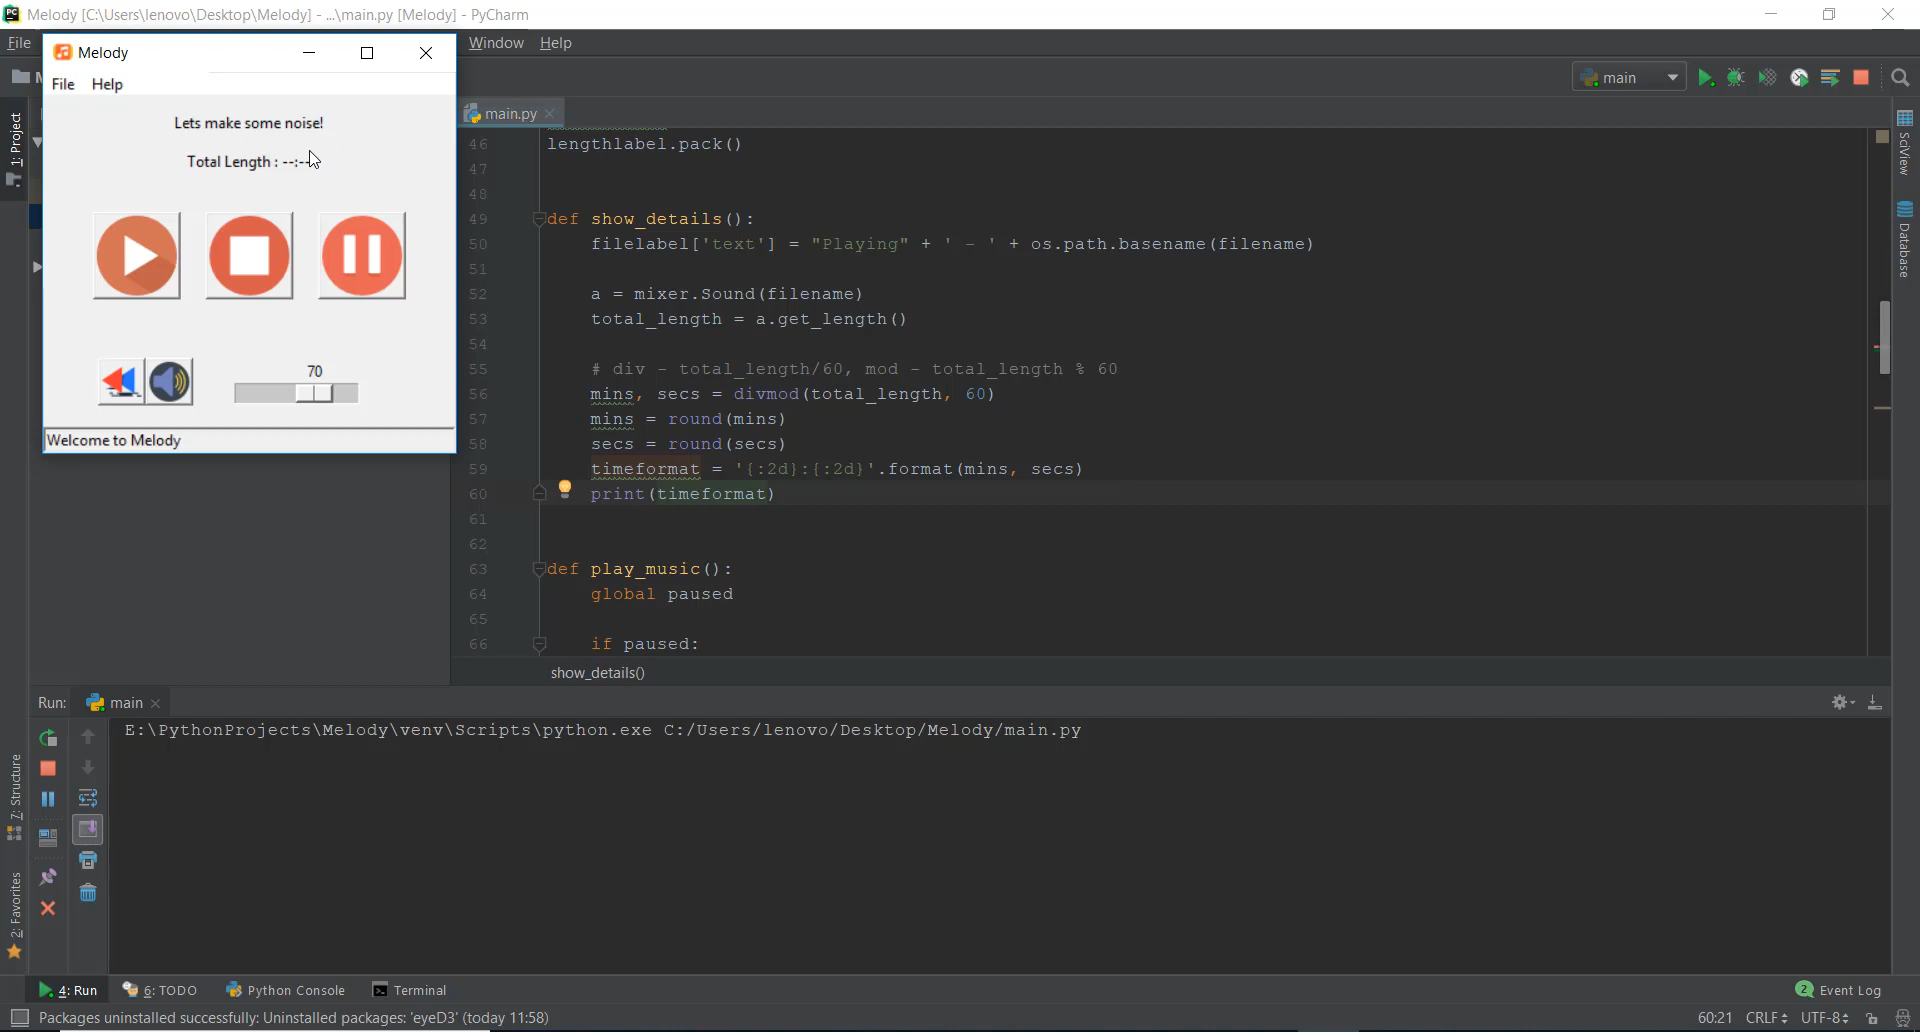 Melody [C:\Users\lenovo\Desktop\Melody] - ...\main.py [Melody] - PyCharm
File
Window Help
Melody
File Help
Lets make some noise!
Total Length : --:--
70
Welcome to Melody
main
main.py
1: Project
SciView
Database
46 lengthlabel.pack()
47
48
49 def show_details():
50 filelabel['text'] = "Playing" + ' - ' + os.path.basename(filename)
51
52 a = mixer.Sound(filename)
53 total_length = a.get_length()
54
55 # div - total_length/60, mod - total_length % 60
56 mins, secs = divmod(total_length, 60)
57 mins = round(mins)
58 secs = round(secs)
59 timeformat = '{:2d}:{:2d}'.format(mins, secs)
60 print(timeformat)
61
62
63 def play_music():
64 global paused
65
66 if paused:
show_details()
Run: main
E:\PythonProjects\Melody\venv\Scripts\python.exe C:/Users/lenovo/Desktop/Melody/main.py
7: Structure
2: Favorites
4: Run 6: TODO Python Console Terminal
2 Event Log
Packages uninstalled successfully: Uninstalled packages: 'eyeD3' (today 11:58)
60:21 CRLF UTF-8